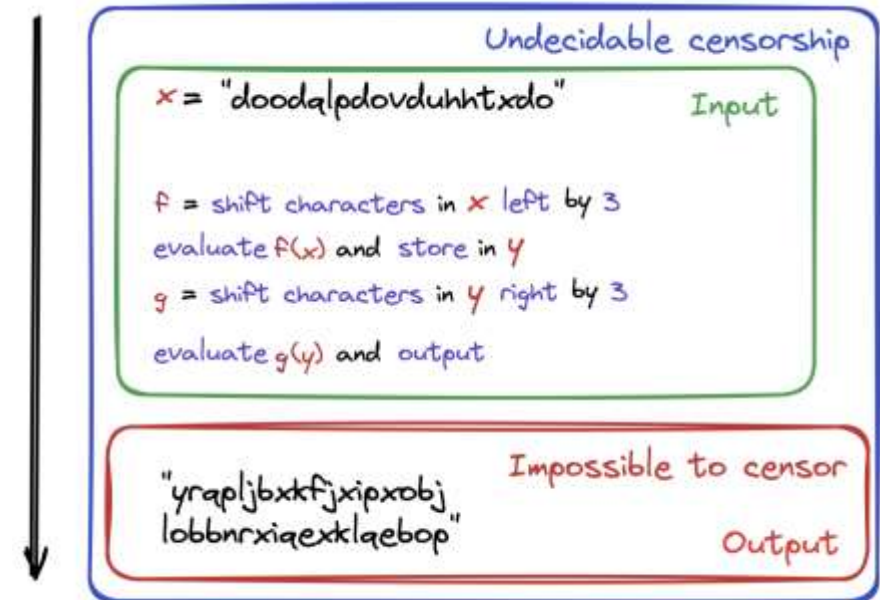 Undecidable censorship
x = "doodqlpdovduhhtxdo" Input
f = shift characters in x left by 3
evaluate f(x) and store in y
g = shift characters in y right by 3
evaluate g(y) and output
Impossible to censor
"yrqpljbxkfjxipxobj
lobbnrxiqexklqebop"
Output